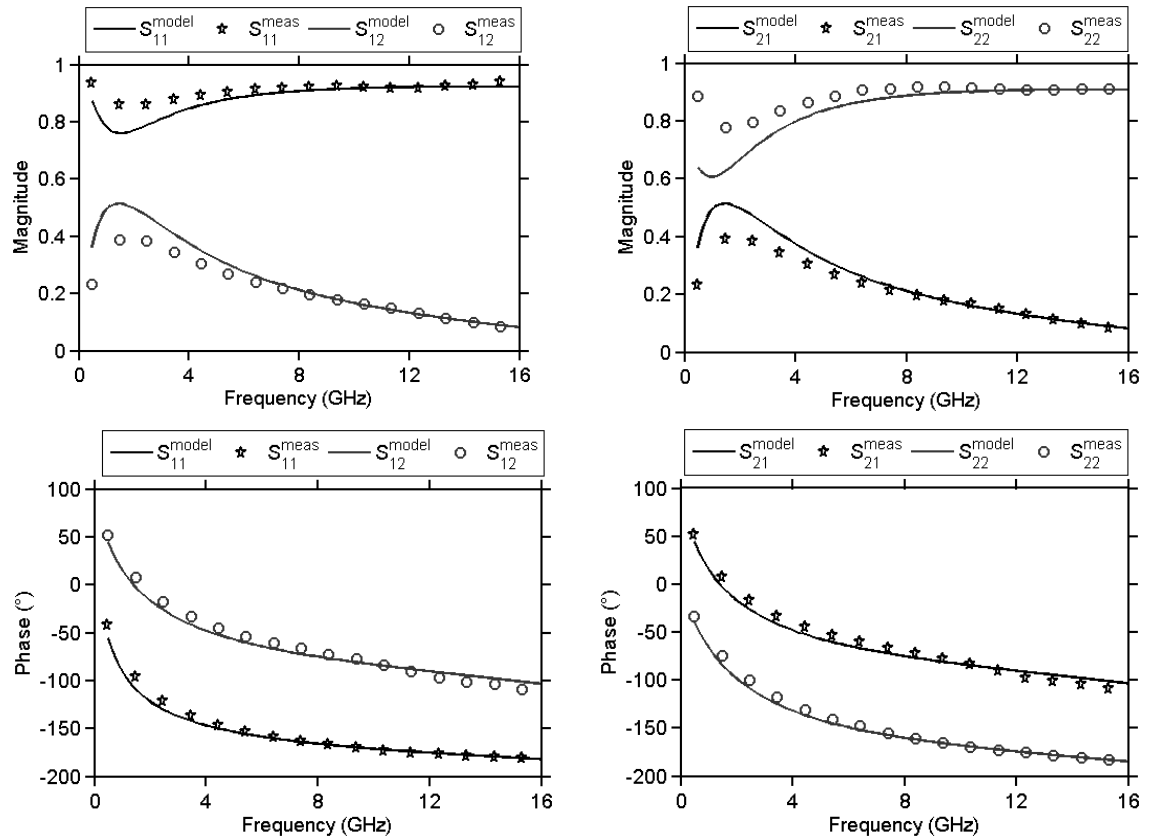 S11model S11meas S12model S12meas
1
0.8
0.6
0.4
0.2
0
Magnitude
0 4 8 12 16
Frequency (GHz)
S21model S21meas S22model S22meas
1
0.8
0.6
0.4
0.2
0
Magnitude
0 4 8 12 16
Frequency (GHz)
S11model S11meas S12model S12meas
100
50
0
-50
-100
-150
-200
Phase (°)
0 4 8 12 16
Frequency (GHz)
S21model S21meas S22model S22meas
100
50
0
-50
-100
-150
-200
Phase (°)
0 4 8 12 16
Frequency (GHz)